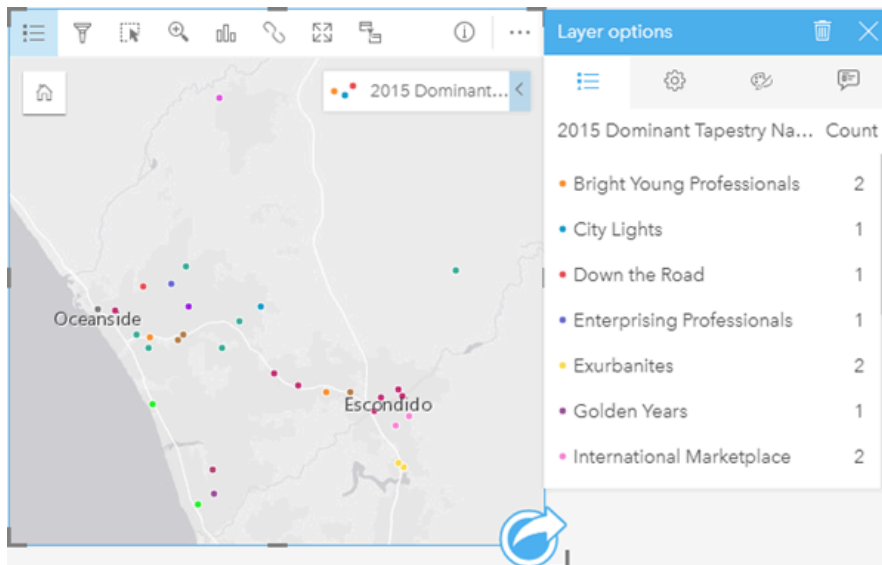 2015 Dominant...
Oceanside
Escondido
Layer options
2015 Dominant Tapestry Na... Count
Bright Young Professionals 2
City Lights 1
Down the Road 1
Enterprising Professionals 1
Exurbanites 2
Golden Years 1
International Marketplace 2